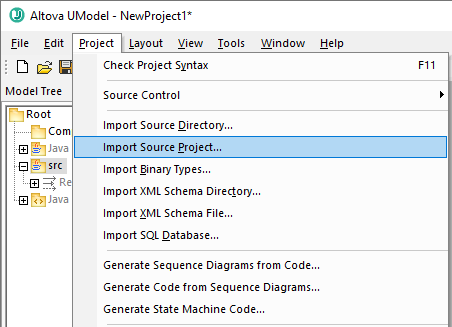 Altova UModel - NewProject1*
File Edit Project Layout View Tools Window Help
Check Project Syntax F11
Model Tree
Source Control
Root
Com
Import Source Directory...
Java
Import Source Project...
src
Import Binary Types...
Re
Import XML Schema Directory...
Java
Import XML Schema File...
Import SQL Database...
Generate Sequence Diagrams from Code...
Generate Code from Sequence Diagrams...
Generate State Machine Code...